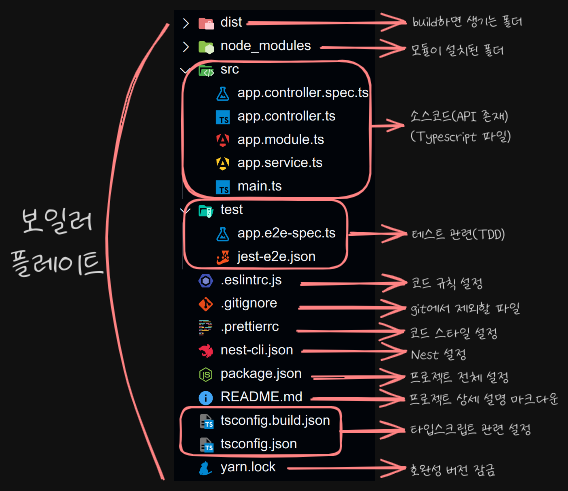 dist
build하면 생기는 폴더
node_modules
모듈이 설치된 폴더
src
app.controller.spec.ts
app.controller.ts
app.module.ts
app.service.ts
main.ts
소스코드(API 존재)
(Typescript 파일)
test
app.e2e-spec.ts
jest-e2e.json
테스트 관련(TDD)
.eslintrc.js
코드 규칙 설정
.gitignore
git에서 제외할 파일
.prettierrc
코드 스타일 설정
nest-cli.json
Nest 설정
package.json
프로젝트 전체 설정
README.md
프로젝트 상세 설명 마크다운
tsconfig.build.json
tsconfig.json
타입스크립트 관련 설정
yarn.lock
호완성 버전 잠금
보일러
플레이트